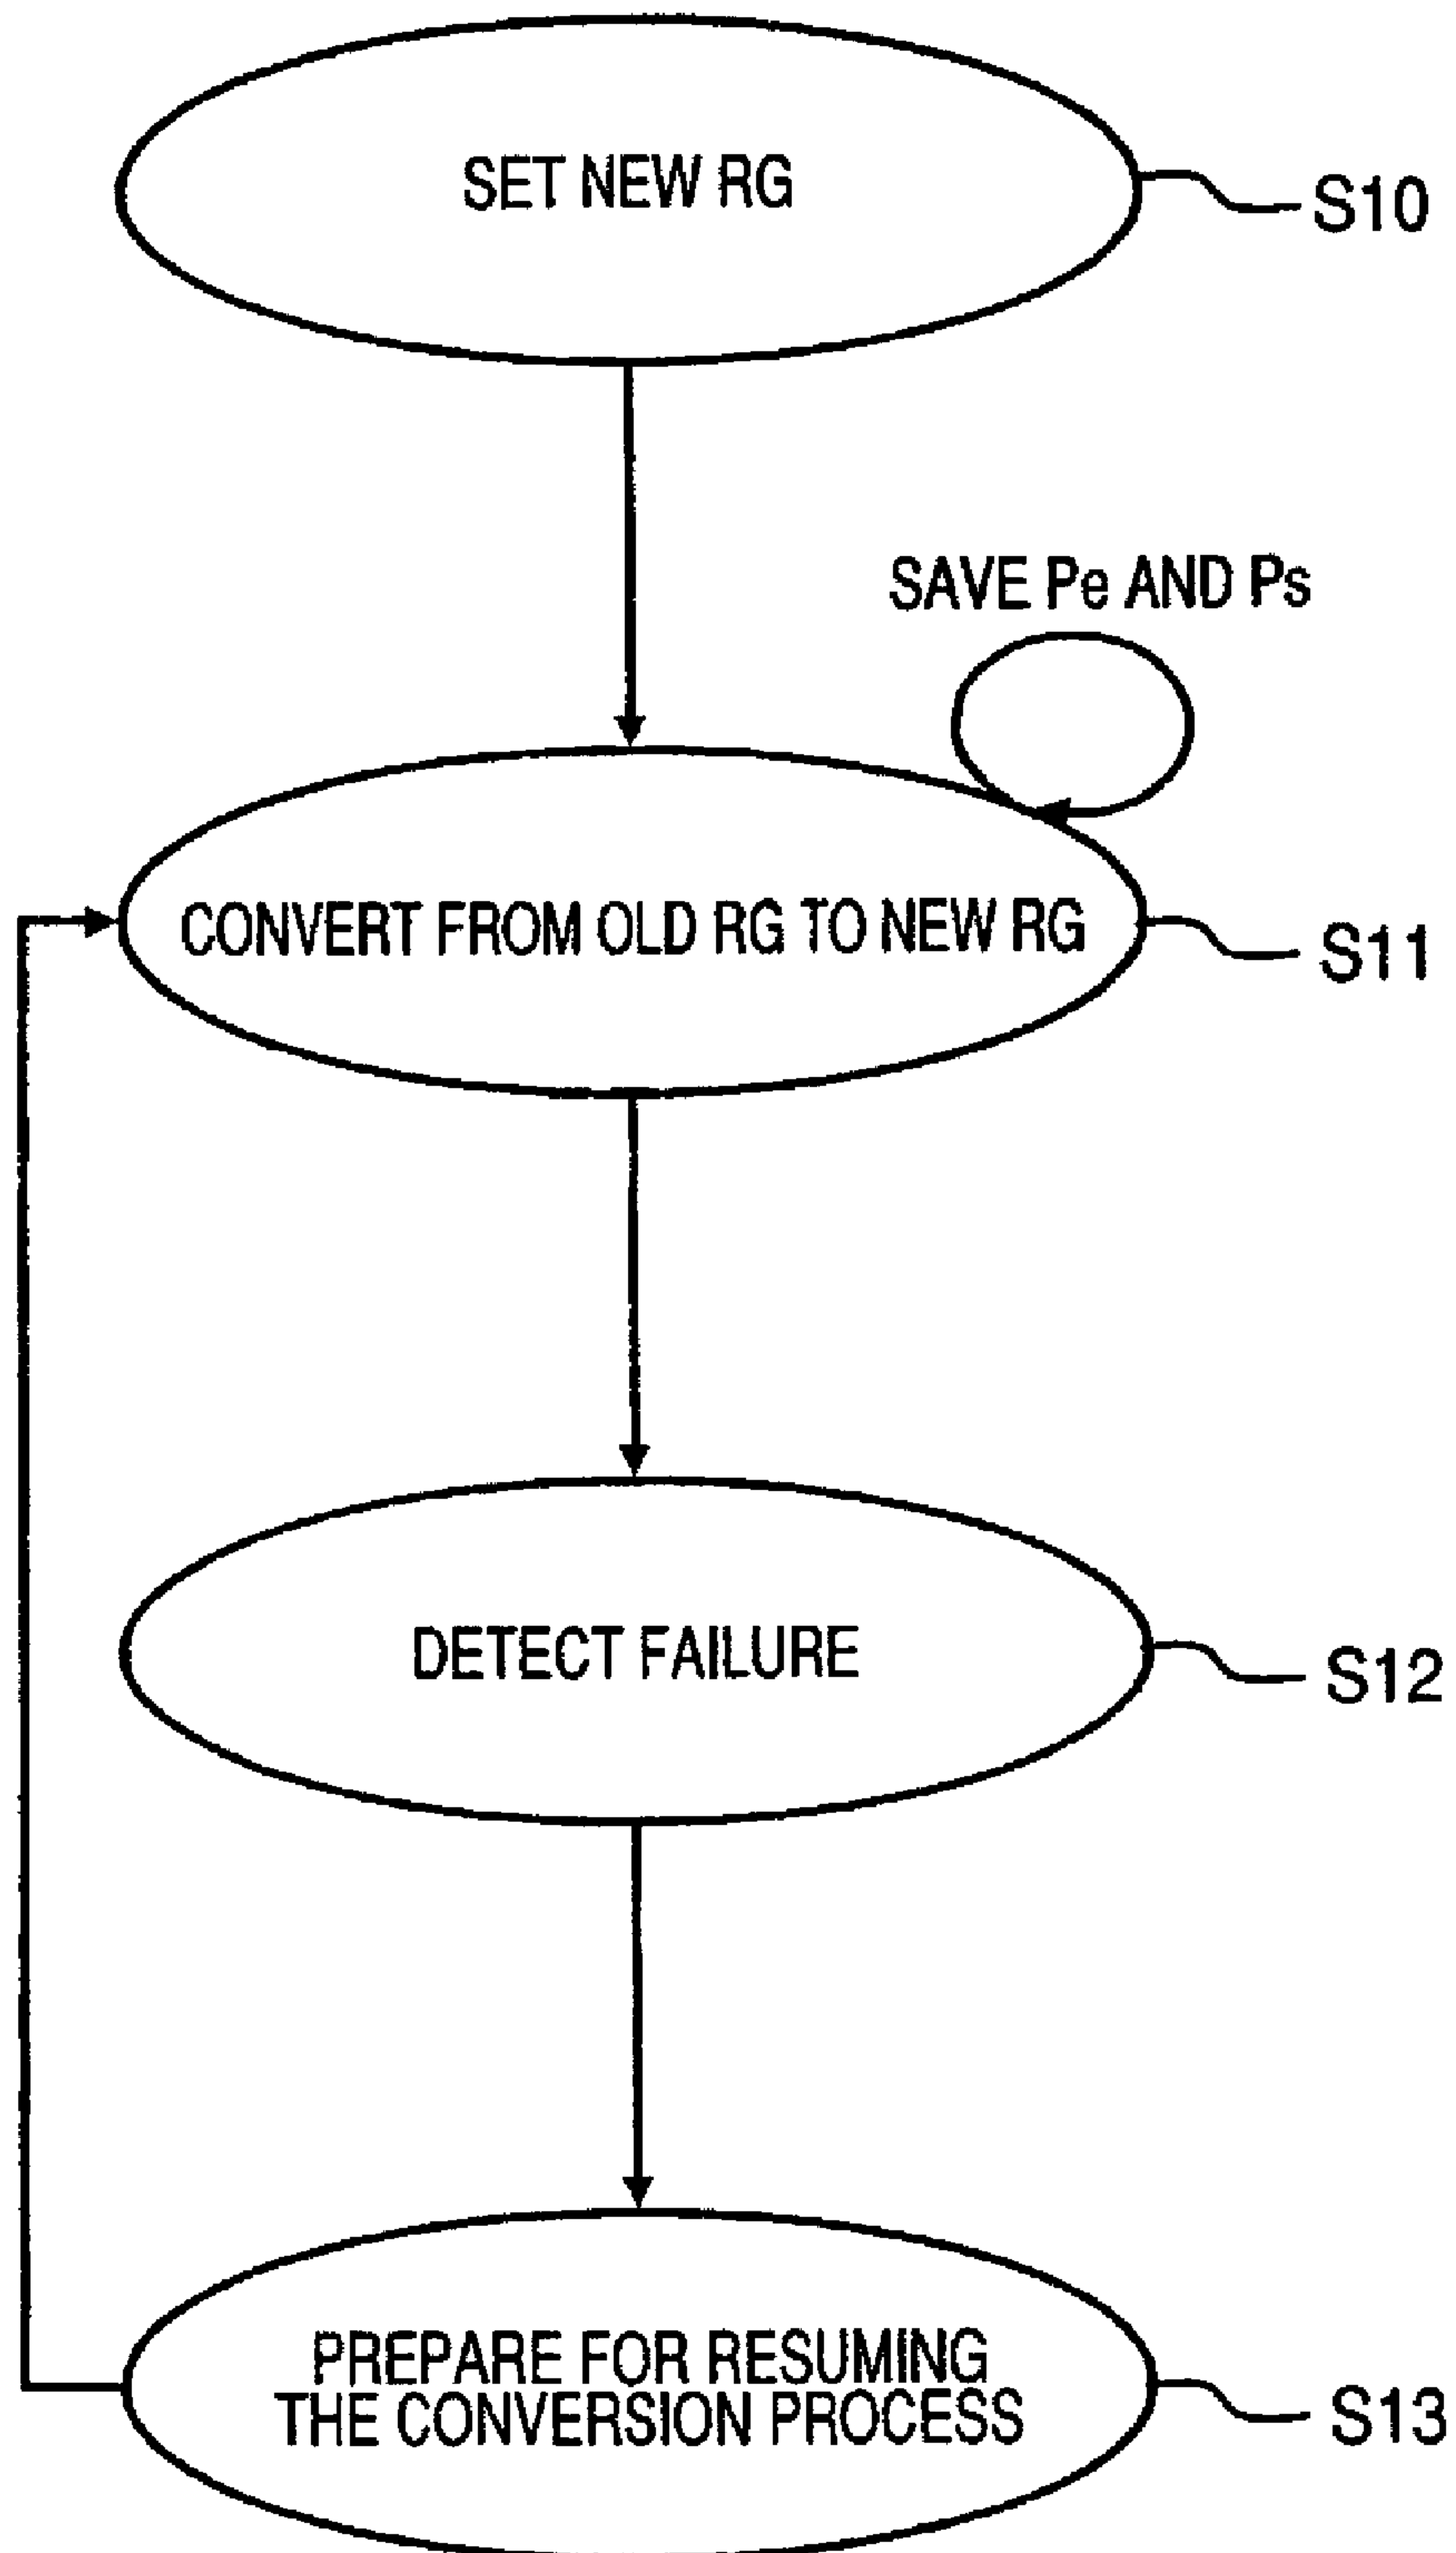 SET NEW RG
S10
SAVE Pe AND Ps
CONVERT FROM OLD RG TO NEW RG
S11
DETECT FAILURE
S12
PREPARE FOR RESUMING
THE CONVERSION PROCESS
S13